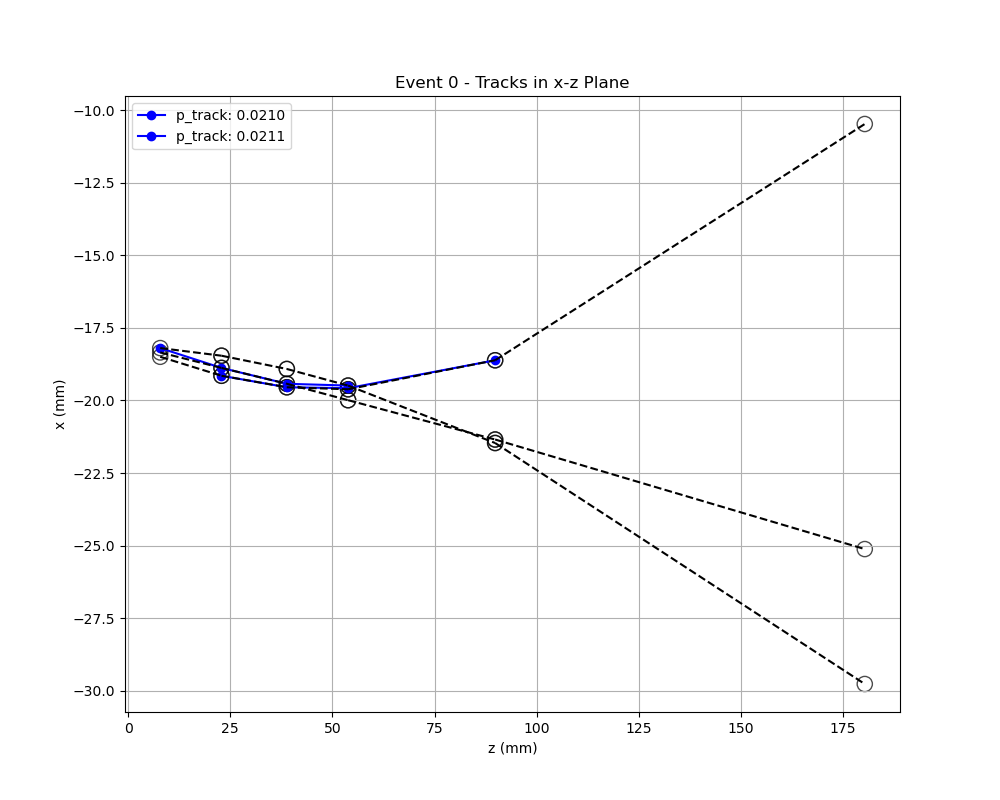 Event 0 - Tracks in x-z Plane
p_track: 0.0210
p_track: 0.0211
x (mm)
−10.0
−12.5
−15.0
−17.5
−20.0
−22.5
−25.0
−27.5
−30.0
0 25 50 75 100 125 150 175
z (mm)